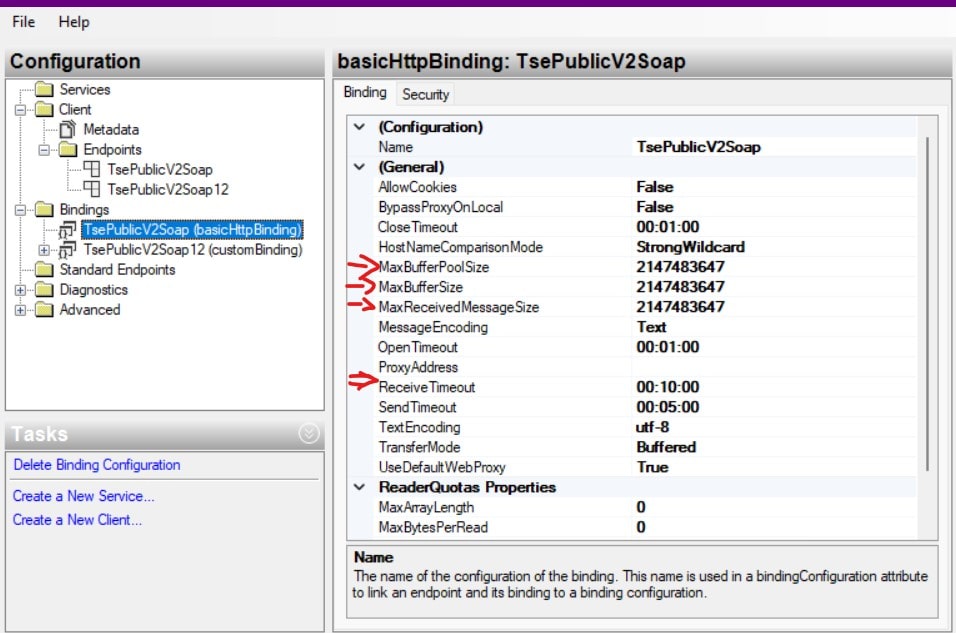 File Help
Configuration
Services
Client
Metadata
Endpoints
TsePublicV2Soap
TsePublicV2Soap12
Bindings
TsePublicV2Soap (basicHttpBinding)
TsePublicV2Soap12 (customBinding)
Standard Endpoints
Diagnostics
Advanced
Tasks
Delete Binding Configuration
Create a New Service...
Create a New Client...
basicHttpBinding: TsePublicV2Soap
Binding Security
(Configuration)
Name TsePublicV2Soap
(General)
AllowCookies False
BypassProxyOnLocal False
CloseTimeout 00:01:00
HostNameComparisonMode StrongWildcard
MaxBufferPoolSize 2147483647
MaxBufferSize 2147483647
MaxReceivedMessageSize 2147483647
MessageEncoding Text
OpenTimeout 00:01:00
ProxyAddress
ReceiveTimeout 00:10:00
SendTimeout 00:05:00
TextEncoding utf-8
TransferMode Buffered
UseDefaultWebProxy True
ReaderQuotas Properties
MaxArrayLength 0
MaxBytesPerRead 0
Name
The name of the configuration of the binding. This name is used in a bindingConfiguration attribute
to link an endpoint and its binding to a binding configuration.